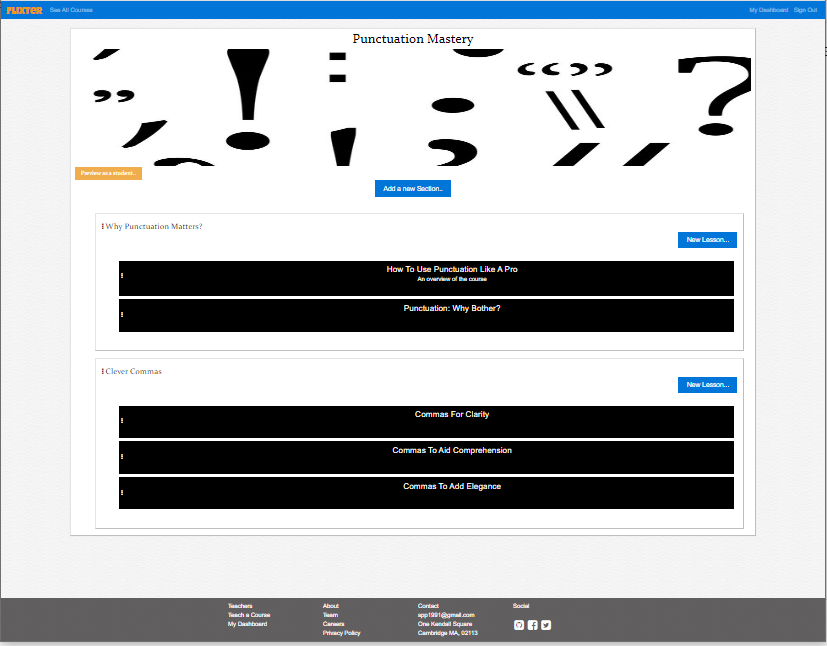 FLIXTER See All Courses My Dashboard Sign Out
Punctuation Mastery
Preview as a student...
Add a new Section..
Why Punctuation Matters?
New Lesson...
How To Use Punctuation Like A Pro
An overview of the course
Punctuation: Why Bother?
Clever Commas
New Lesson...
Commas For Clarity
Commas To Aid Comprehension
Commas To Add Elegance
Teachers
Teach a Course
My Dashboard
About
Team
Careers
Privacy Policy
Contact
spp1991@gmail.com
One Kendall Square
Cambridge MA, 02113
Social